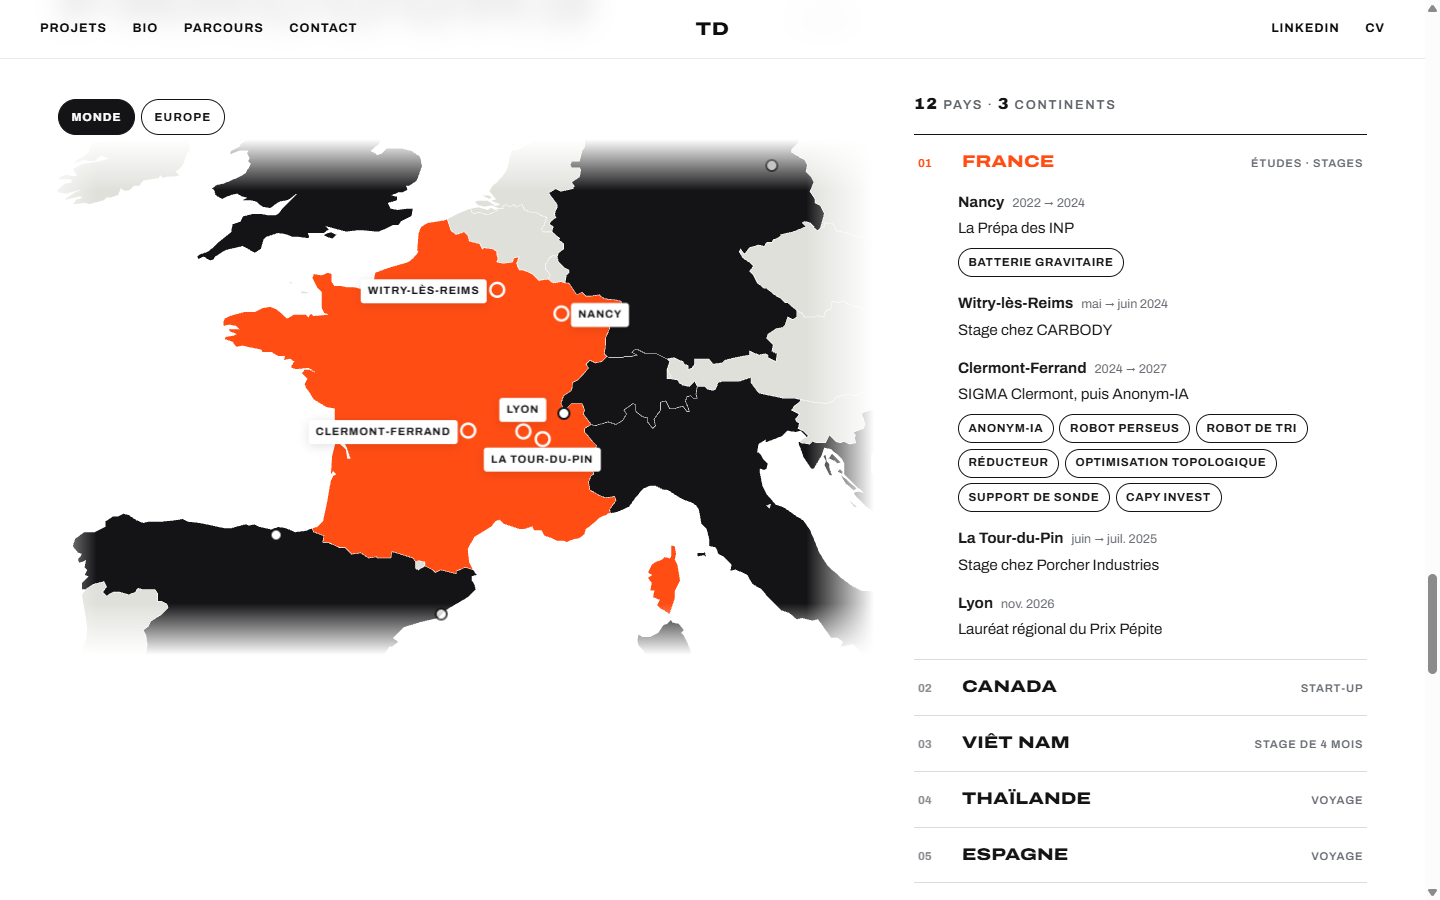 PROJETS BIO PARCOURS CONTACT TD LINKEDIN CV
MONDE EUROPE
WITRY-LÈS-REIMS
NANCY
LYON
CLERMONT-FERRAND
LA TOUR-DU-PIN
12 PAYS · 3 CONTINENTS
01 FRANCE ÉTUDES · STAGES
Nancy 2022 → 2024
La Prépa des INP
BATTERIE GRAVITAIRE
Witry-lès-Reims mai → juin 2024
Stage chez CARBODY
Clermont-Ferrand 2024 → 2027
SIGMA Clermont, puis Anonym-IA
ANONYM-IA ROBOT PERSEUS ROBOT DE TRI
RÉDUCTEUR OPTIMISATION TOPOLOGIQUE
SUPPORT DE SONDE CAPY INVEST
La Tour-du-Pin juin → juil. 2025
Stage chez Porcher Industries
Lyon nov. 2026
Lauréat régional du Prix Pépite
02 CANADA START-UP
03 VIÊT NAM STAGE DE 4 MOIS
04 THAÏLANDE VOYAGE
05 ESPAGNE VOYAGE